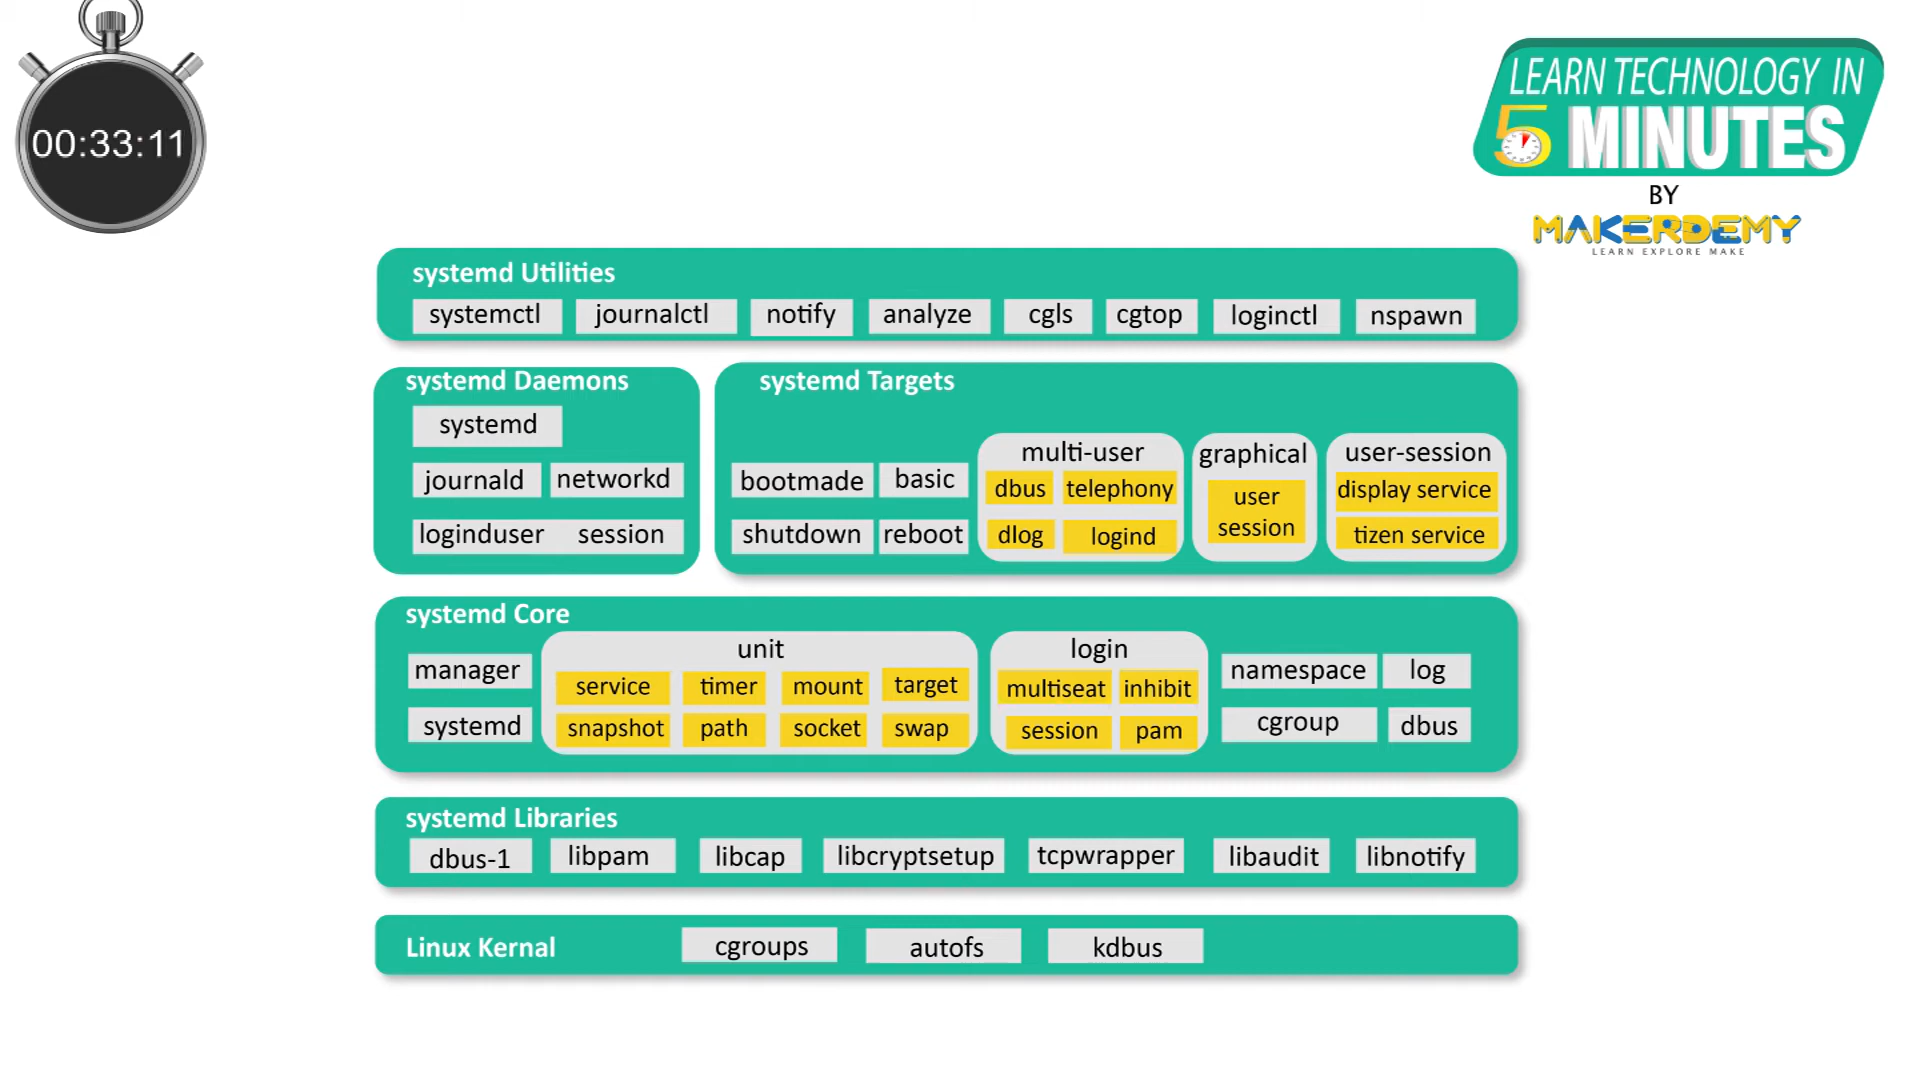 00:33:11
LEARN TECHNOLOGY IN
5 MINUTES
BY
MAKERDEMY
LEARN EXPLORE MAKE
systemd Utilities
systemctl journalctl notify analyze cgls cgtop loginctl nspawn
systemd Daemons
systemd
journald networkd
loginduser session
systemd Targets
bootmade basic
shutdown reboot
multi-user
dbus telephony
dlog logind
graphical
user
session
user-session
display service
tizen service
systemd Core
manager
systemd
unit
service timer mount target
snapshot path socket swap
login
multiseat inhibit
session pam
namespace log
cgroup dbus
systemd Libraries
dbus-1 libpam libcap libcryptsetup tcpwrapper libaudit libnotify
Linux Kernal cgroups autofs kdbus